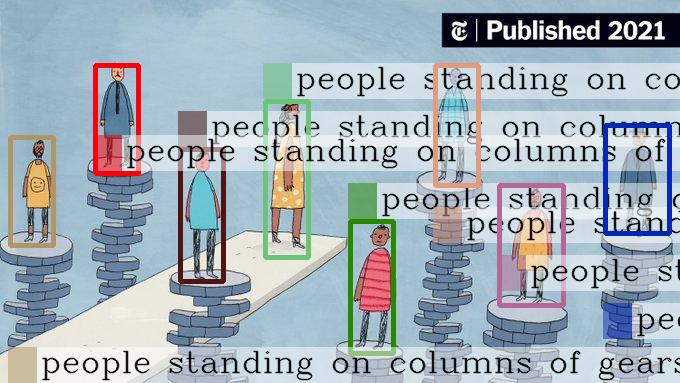 T | Published 2021
people standing on co
people standing on column
people standing on columns of
people standing
people stand
people st
peo
people standing on columns of gears